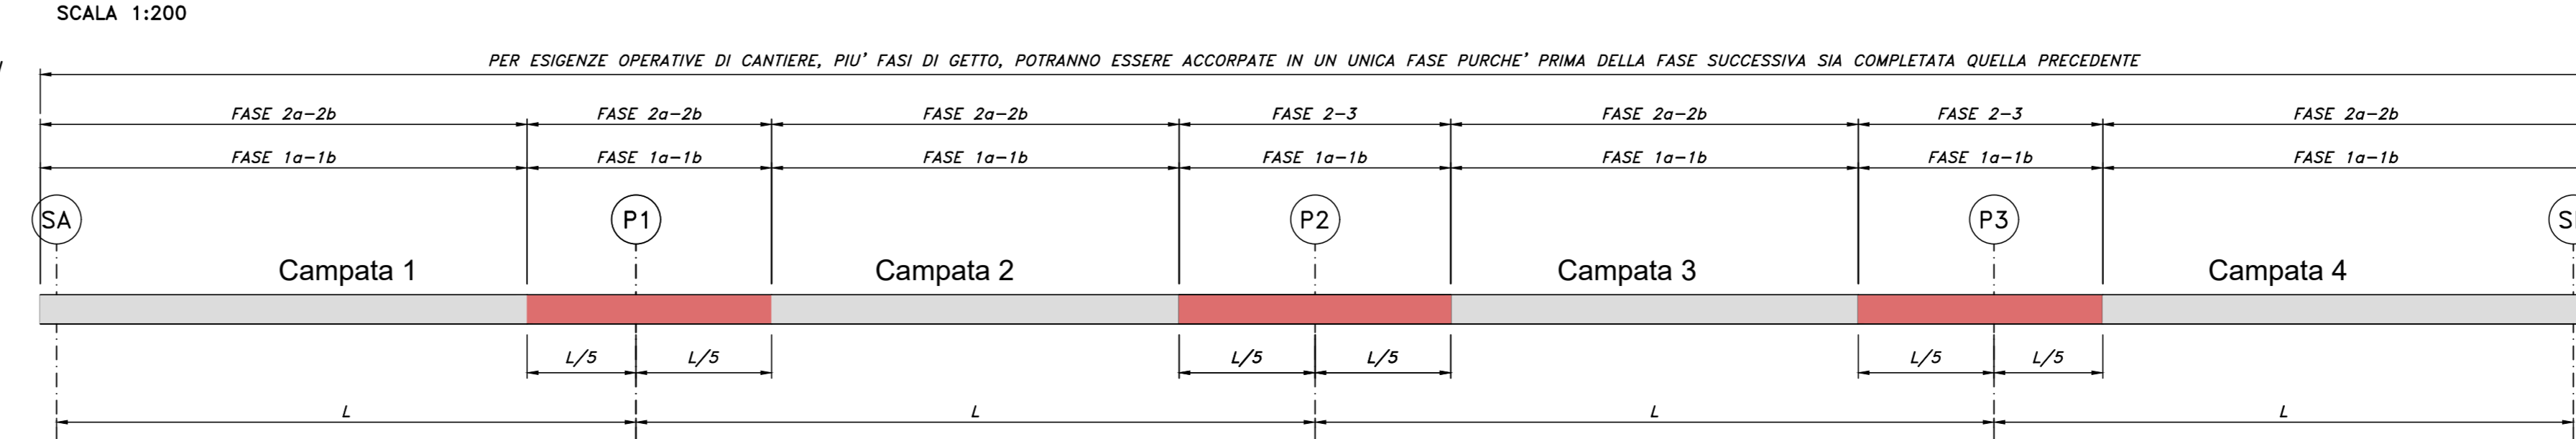 SCALA 1:200
PER ESIGENZE OPERATIVE DI CANTIERE, PIU' FASI DI GETTO, POTRANNO ESSERE ACCORPATE IN UN UNICA FASE PURCHE' PRIMA DELLA FASE SUCCESSIVA SIA COMPLETATA QUELLA PRECEDENTE
FASE 2a-2b FASE 2a-2b FASE 2a-2b FASE 2-3 FASE 2a-2b FASE 2-3 FASE 2a-2b
FASE 1a-1b FASE 1a-1b FASE 1a-1b FASE 1a-1b FASE 1a-1b FASE 1a-1b FASE 1a-1b
SA P1 P2 P3
Campata 1 Campata 2 Campata 3 Campata 4
L/5 L/5 L/5 L/5 L/5 L/5
L L L L